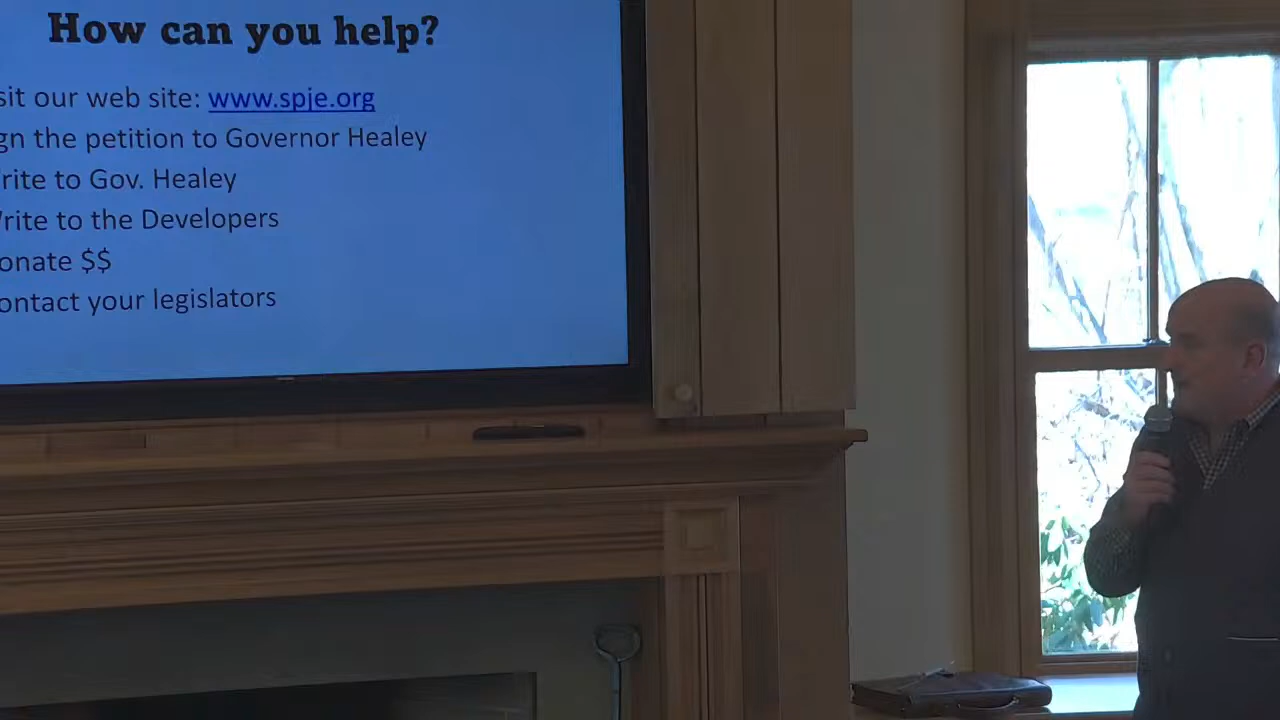 How can you help?
sit our web site: www.spje.org
gn the petition to Governor Healey
rite to Gov. Healey
rite to the Developers
onate $$
ontact your legislators